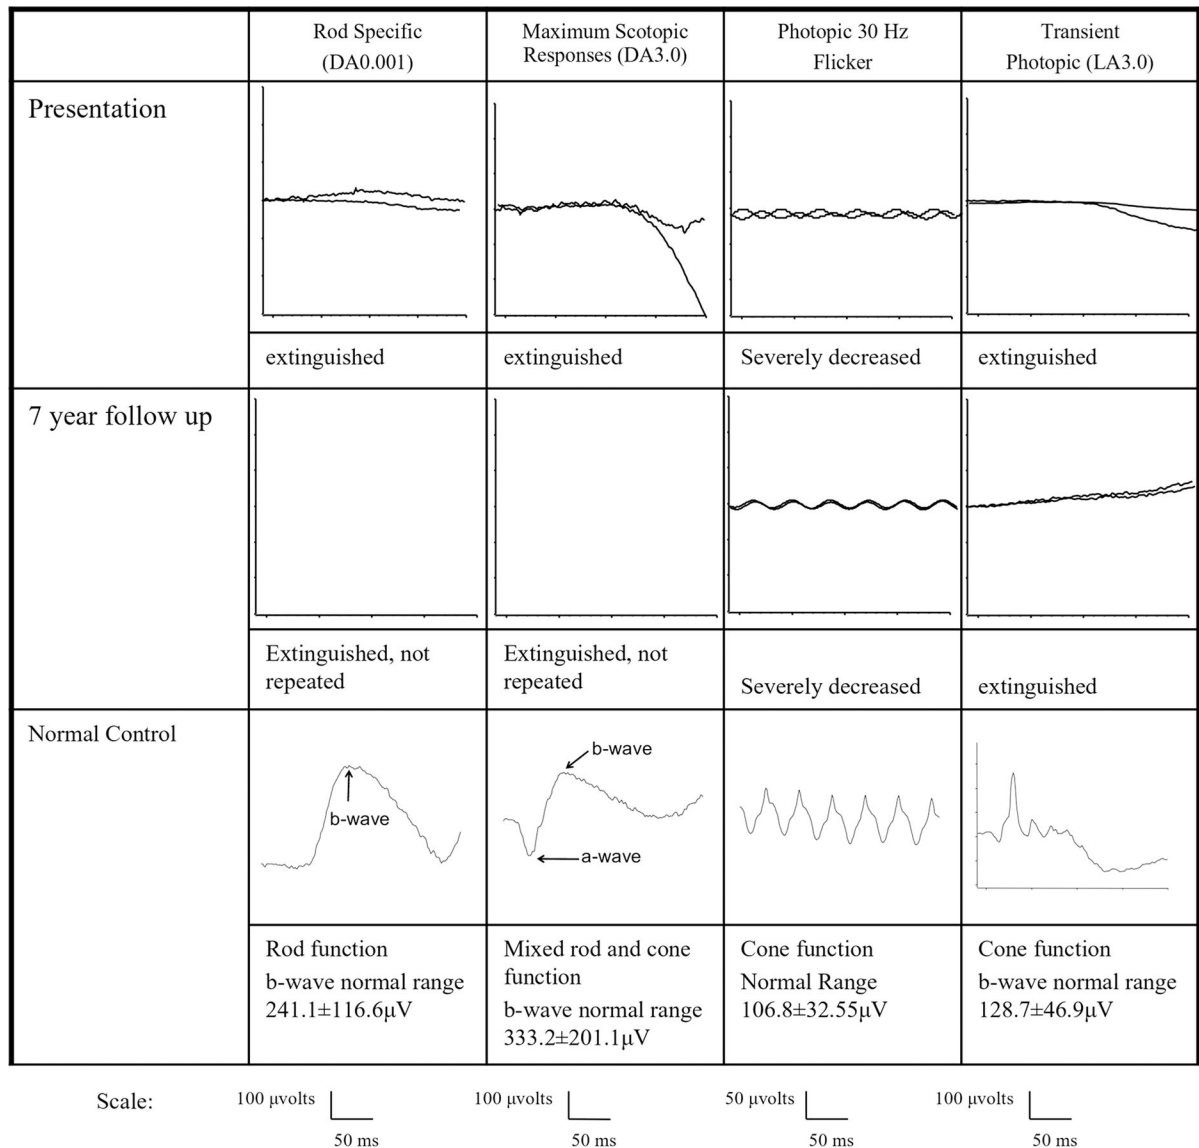 Rod Specific
(DA0.001)
Maximum Scotopic
Responses (DA3.0)
Photopic 30 Hz
Flicker
Transient
Photopic (LA3.0)
Presentation
extinguished
extinguished
Severely decreased
extinguished
7 year follow up
Extinguished, not
repeated
Extinguished, not
repeated
Severely decreased
extinguished
Normal Control
b-wave
b-wave
a-wave
Rod function
b-wave normal range
241.1±116.6μV
Mixed rod and cone
function
b-wave normal range
333.2±201.1μV
Cone function
Normal Range
106.8±32.55μV
Cone function
b-wave normal range
128.7±46.9μV
Scale:
100 μvolts
50 ms
100 μvolts
50 ms
50 μvolts
50 ms
100 μvolts
50 ms